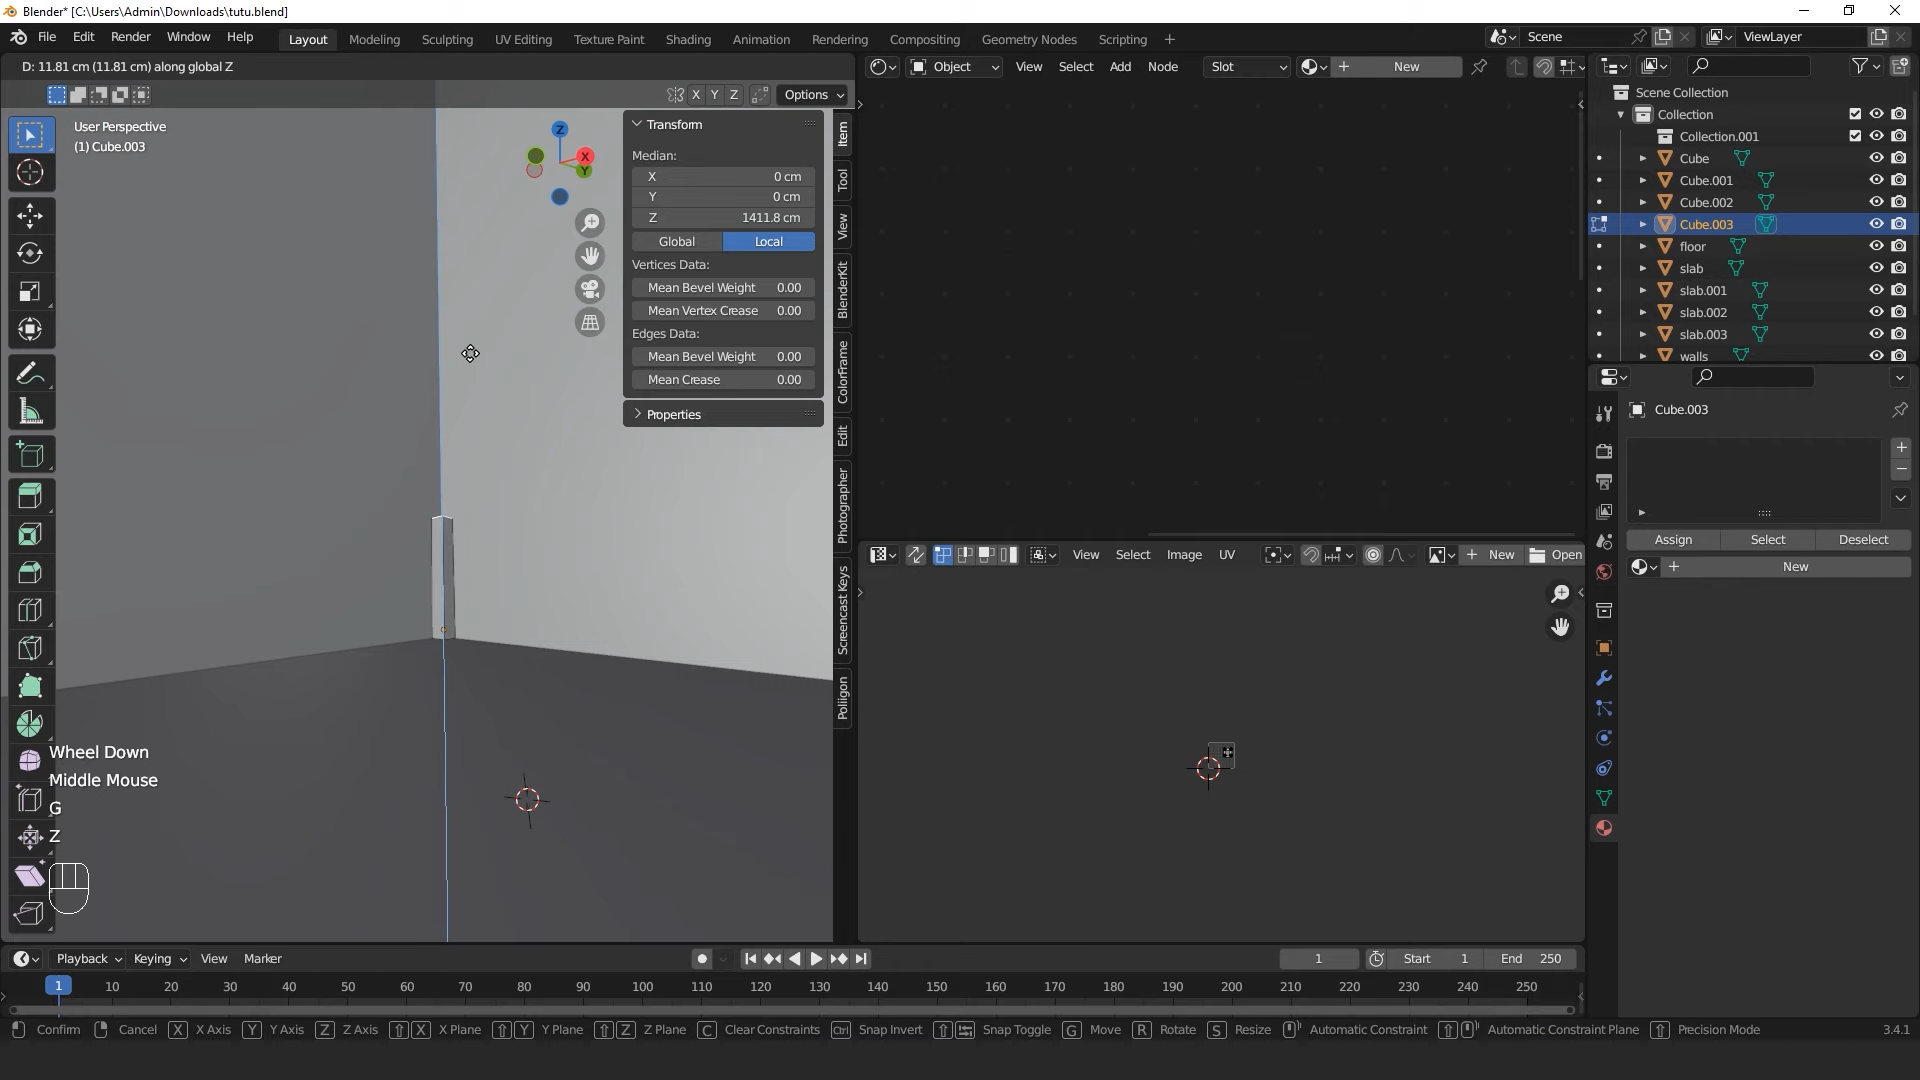 Blender* [C:\Users\Admin\Downloads\tutu.blend]
File Edit Render Window Help
Layout Modeling Sculpting UV Editing Texture Paint Shading Animation Rendering Compositing Geometry Nodes Scripting +
Scene
ViewLayer
D: 11.81 cm (11.81 cm) along global Z
Object View Select Add Node Slot New
X Y Z Options
User Perspective
(1) Cube.003
Z
X
Y
Transform
Median:
X 0 cm
Y 0 cm
Z 1411.8 cm
Global Local
Vertices Data:
Mean Bevel Weight 0.00
Mean Vertex Crease 0.00
Edges Data:
Mean Bevel Weight 0.00
Mean Crease 0.00
Properties
Item
Tool
View
BlenderKit
ColorFrame
Edit
Photographer
Screencast Keys
Poliigon
Scene Collection
Collection
Collection.001
Cube
Cube.001
Cube.002
Cube.003
floor
slab
slab.001
slab.002
slab.003
walls
Cube.003
Assign Select Deselect
New
View Select Image UV New Open
Wheel Down
Middle Mouse
G
Z
Playback Keying View Marker
1 Start 1 End 250
1 10 20 30 40 50 60 70 80 90 100 110 120 130 140 150 160 170 180 190 200 210 220 230 240 250
Confirm Cancel X X Axis Y Y Axis Z Z Axis X X Plane Y Y Plane Z Z Plane C Clear Constraints Ctrl Snap Invert Snap Toggle G Move R Rotate S Resize Automatic Constraint Automatic Constraint Plane Precision Mode 3.4.1